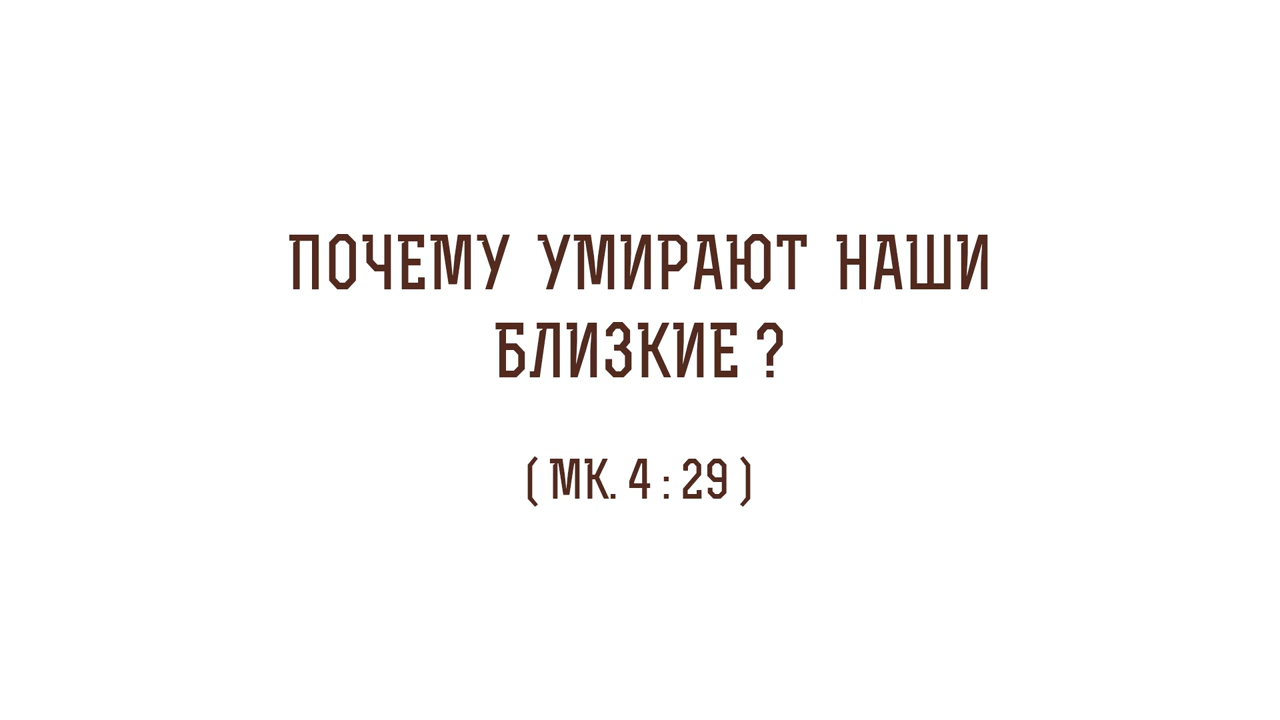 ПОЧЕМУ УМИРАЮТ НАШИ
БЛИЗКИЕ ?
( МК. 4 : 29 )